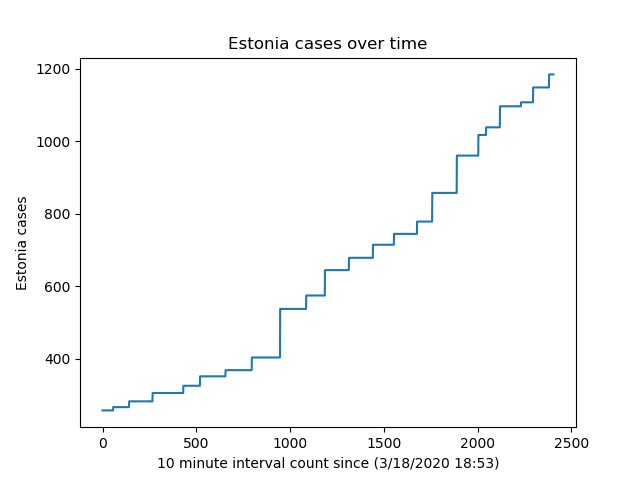 Estonia cases over time
1200
1000
800
600
400
Estonia cases
0 500 1000 1500 2000 2500
10 minute interval count since (3/18/2020 18:53)